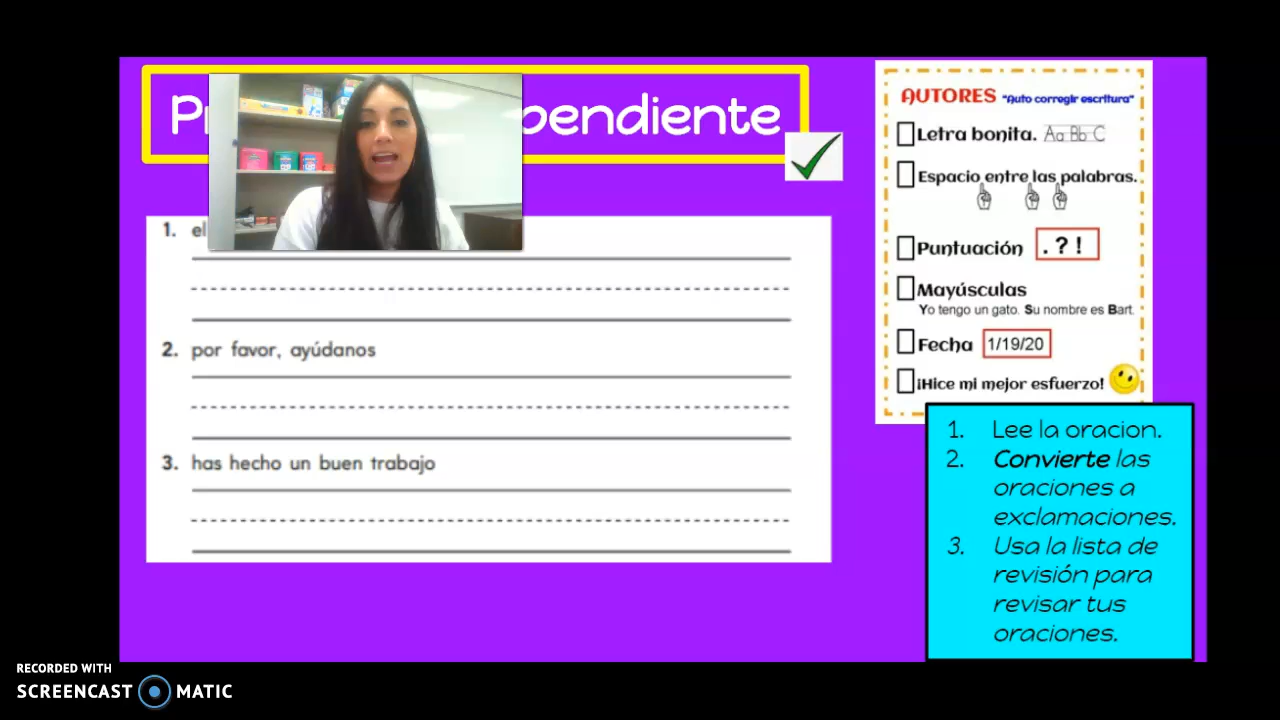 pendiente
1. el
2. por favor, ayúdanos
3. has hecho un buen trabajo
AUTORES "Auto corregir escritura"
Letra bonita. Aa Bb C
Espacio entre las palabras.
Puntuación . ? !
Mayúsculas
Yo tengo un gato. Su nombre es Bart.
Fecha 1/19/20
¡Hice mi mejor esfuerzo!
1. Lee la oracion.
2. Convierte las
oraciones a
exclamaciones.
3. Usa la lista de
revisión para
revisar tus
oraciones.
RECORDED WITH
SCREENCAST MATIC